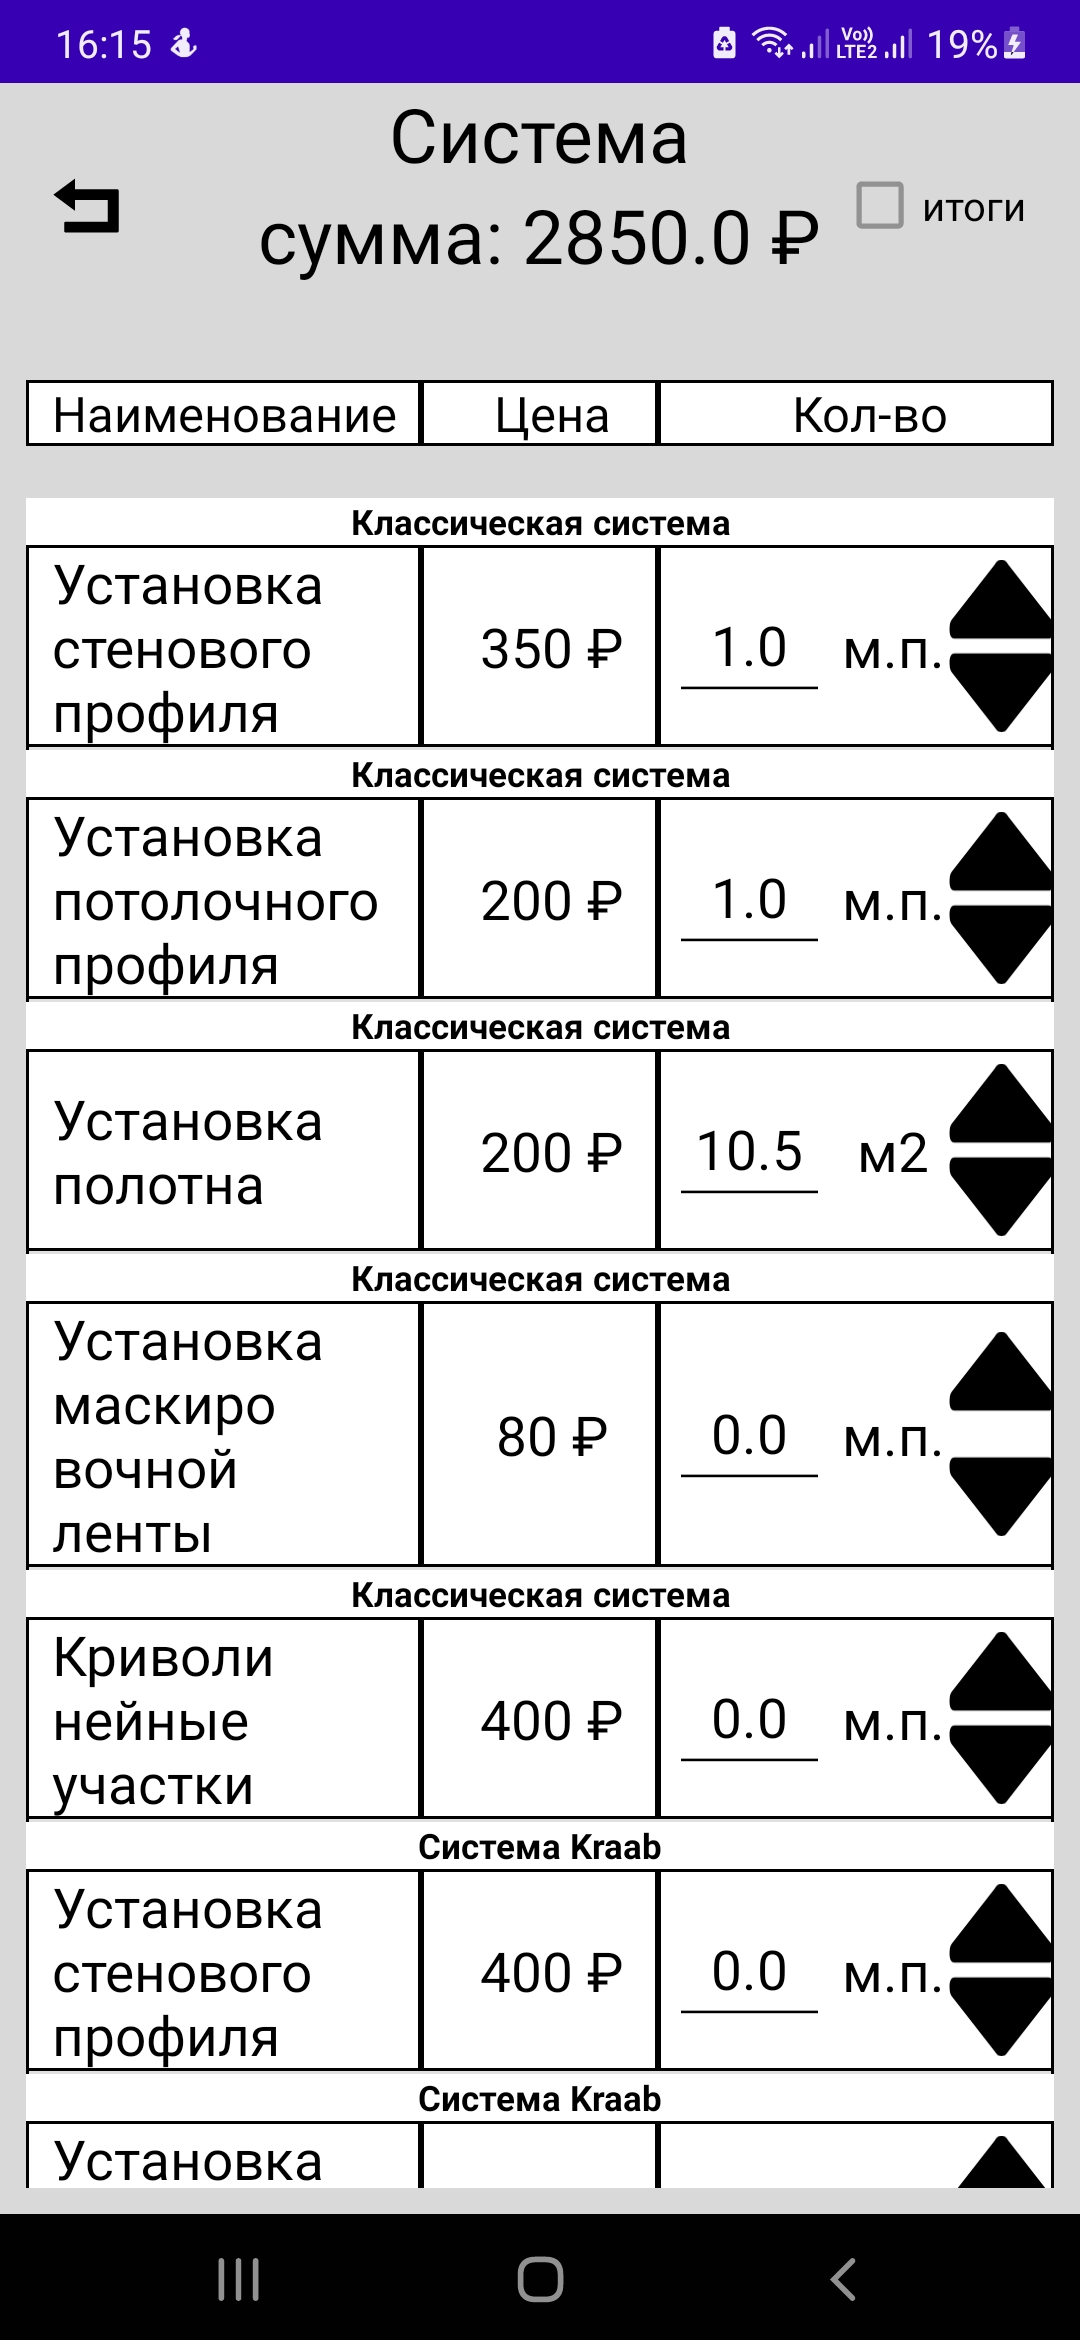 16:15
Vo))
LTE2
19%
Система
сумма: 2850.0 ₽
итоги
Наименование Цена Кол-во
Классическая система
Установка
стенового
профиля
350 ₽ 1.0 м.п.
Классическая система
Установка
потолочного
профиля
200 ₽ 1.0 м.п.
Классическая система
Установка
полотна
200 ₽ 10.5 м2
Классическая система
Установка
маскиро
вочной
ленты
80 ₽ 0.0 м.п.
Классическая система
Криволи
нейные
участки
400 ₽ 0.0 м.п.
Система Kraab
Установка
стенового
профиля
400 ₽ 0.0 м.п.
Система Kraab
Установка